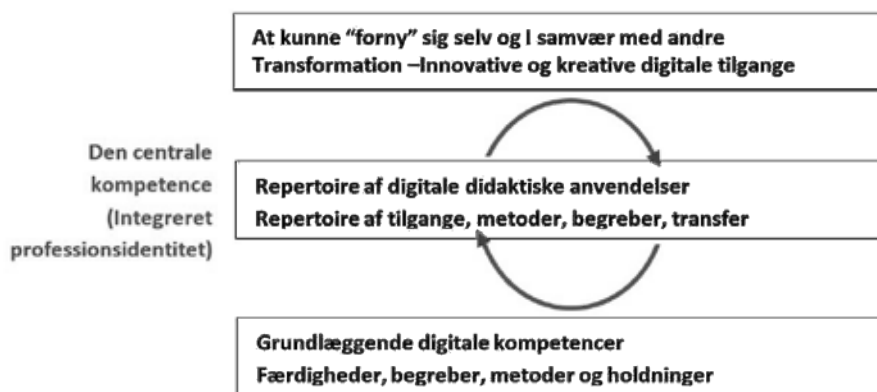 At kunne “forny” sig selv og I samvær med andre
Transformation –Innovative og kreative digitale tilgange
Den centrale
kompetence
(Integreret
professionsidentitet)
Repertoire af digitale didaktiske anvendelser
Repertoire af tilgange, metoder, begreber, transfer
Grundlæggende digitale kompetencer
Færdigheder, begreber, metoder og holdninger